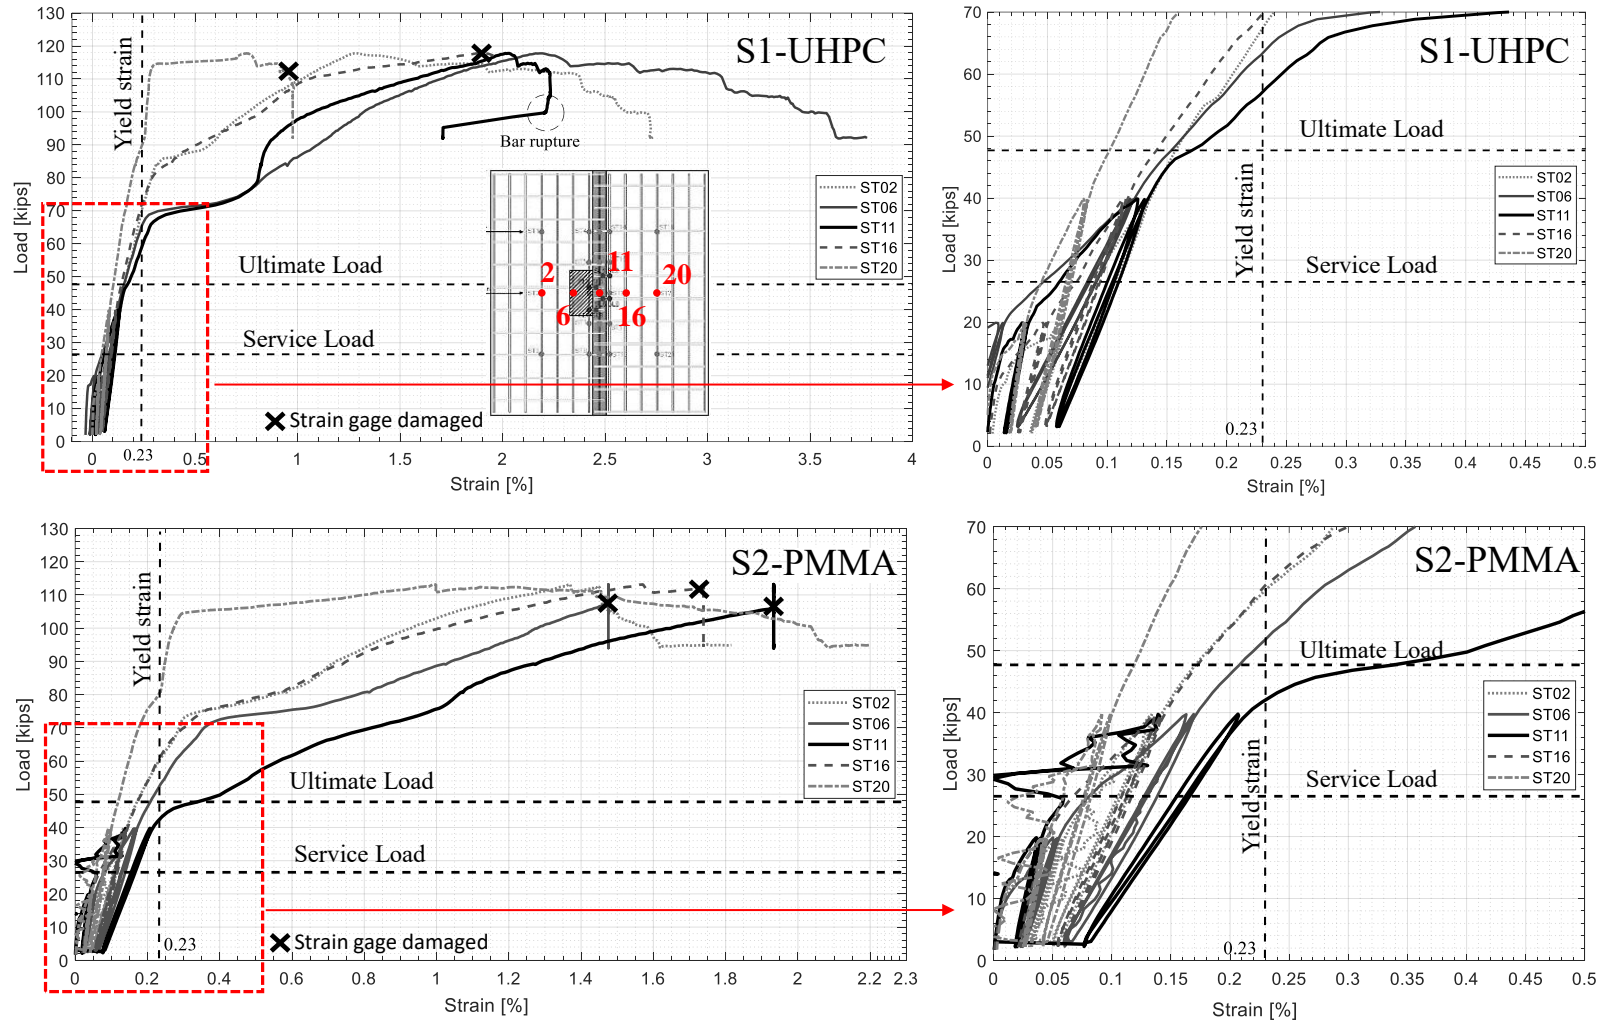 S1-UHPC
130
120
110
100
90
80
70
60
50
40
30
20
10
0
Load [kips]
Yield strain
Bar rupture
ST02
ST06
ST11
ST16
ST20
Ultimate Load
Service Load
2
11
20
6
16
Strain gage damaged
0.23
0
0.5
1
1.5
2
2.5
3
3.5
4
Strain [%]
S1-UHPC
70
60
50
40
30
20
10
0
Load [kips]
Ultimate Load
Yield strain
Service Load
ST02
ST06
ST11
ST16
ST20
0.23
0
0.05
0.1
0.15
0.2
0.25
0.3
0.35
0.4
0.45
0.5
Strain [%]
S2-PMMA
130
120
110
100
90
80
70
60
50
40
30
20
10
0
Load [kips]
Yield strain
ST02
ST06
ST11
ST16
ST20
Ultimate Load
Service Load
0.23
Strain gage damaged
0
0.2
0.4
0.6
0.8
1
1.2
1.4
1.6
1.8
2
2.2
2.3
Strain [%]
S2-PMMA
70
60
50
40
30
20
10
0
Load [kips]
Ultimate Load
Service Load
Yield strain
ST02
ST06
ST11
ST16
ST20
0.23
0
0.05
0.1
0.15
0.2
0.25
0.3
0.35
0.4
0.45
0.5
Strain [%]